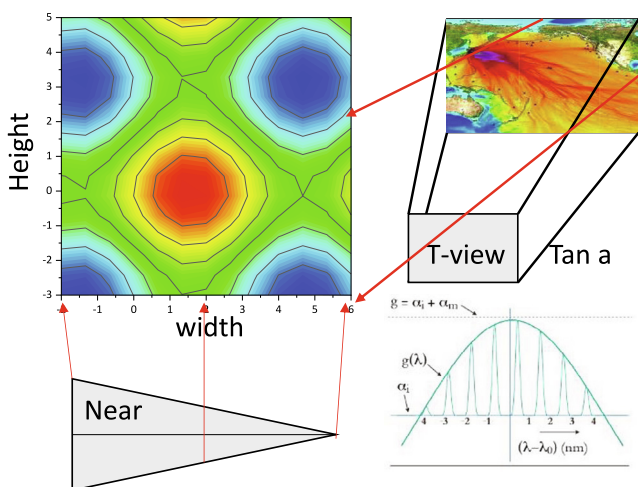 5
4
3
2
1
0
-1
-2
-3
Height
-2
-1
0
1
2
3
4
5
6
width
Near
T-view
Tan a
g = αi + αm
g(λ)
αi
-4
-3
-2
-1
1
2
3
4
(λ–λ0) (nm)